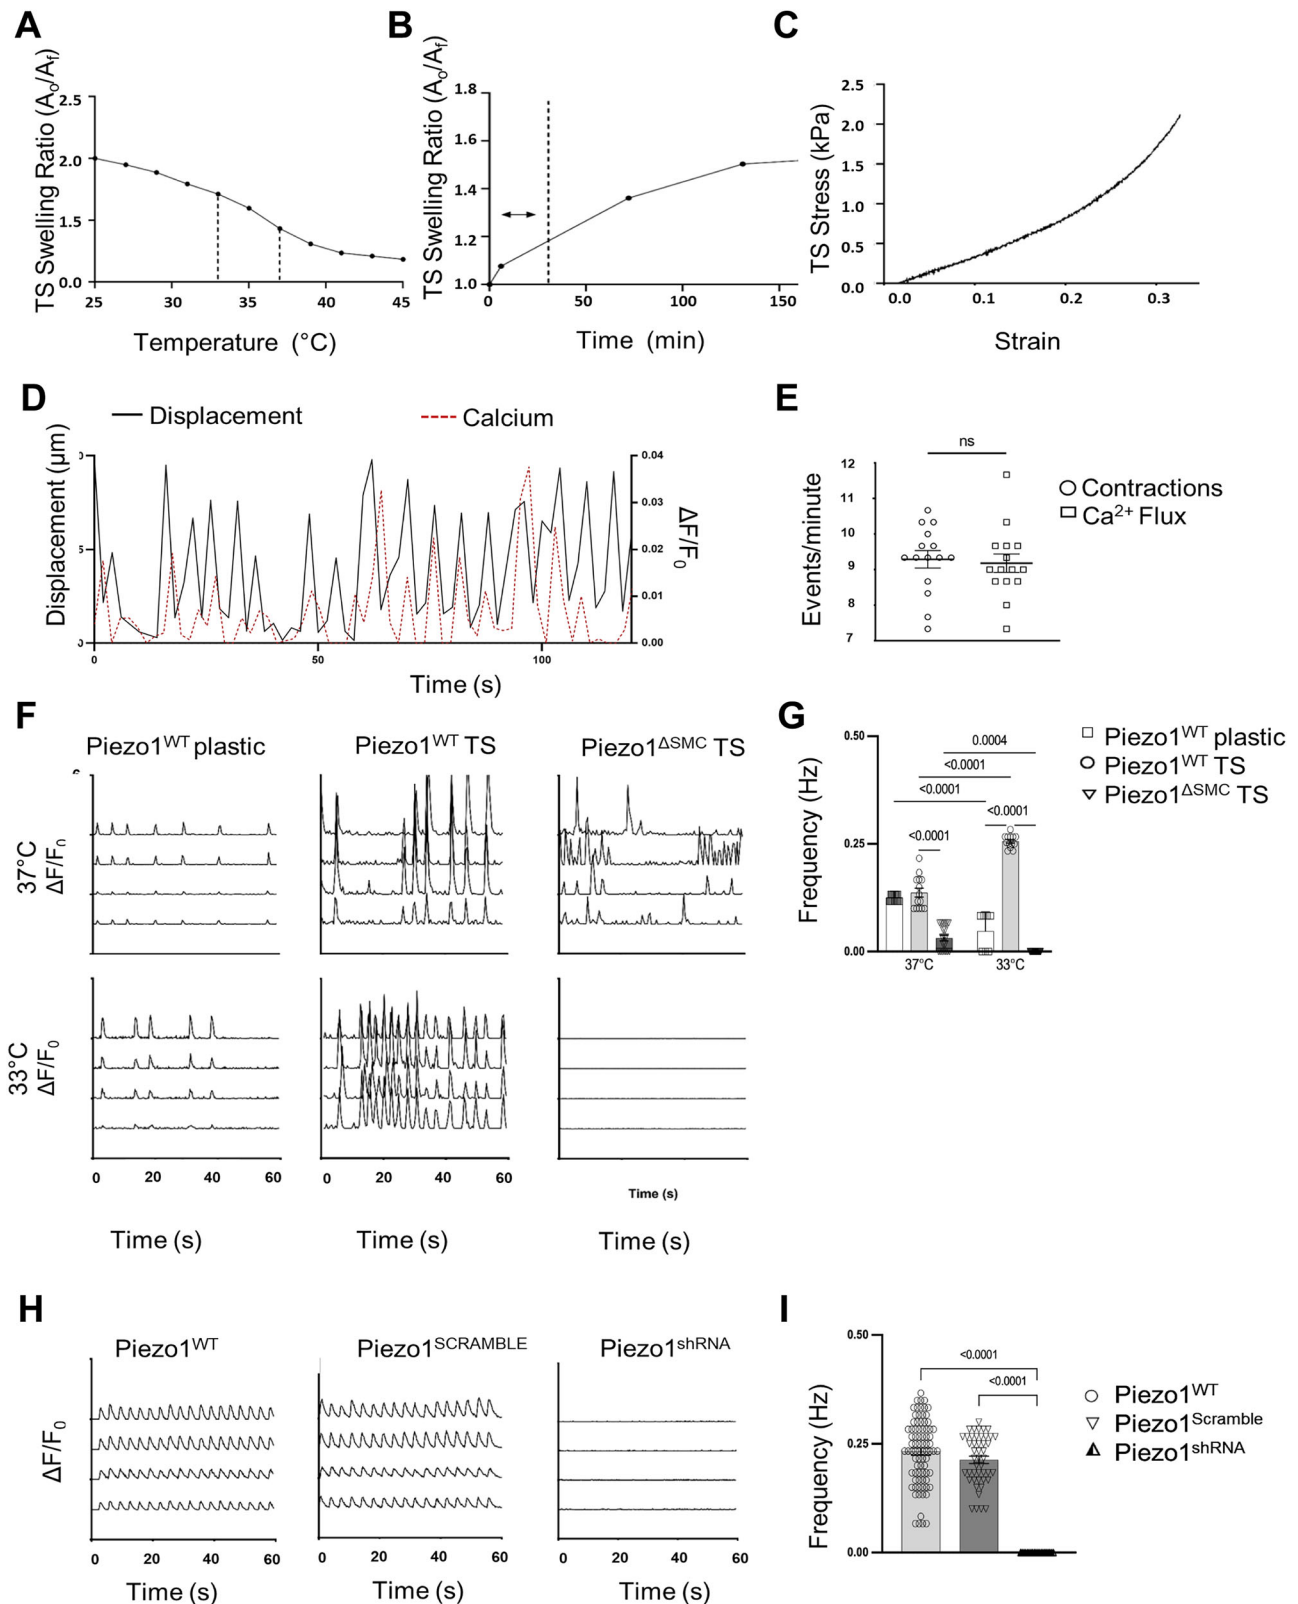 A
TS Swelling Ratio (Ao/Af)
2.5
2.0
1.5
0.0
25 30 35 40 45
Temperature (°C)
B
TS Swelling Ratio (Ao/Af)
1.8
1.6
1.4
1.2
1.0
0 50 100 150
Time (min)
C
TS Stress (kPa)
2.5
2.0
1.5
1.0
0.5
0.0
0.0 0.1 0.2 0.3
Strain
D
Displacement
Calcium
Displacement (μm)
0.04
0.03
0.02
0.01
0.00
ΔF/F0
0 50 100
Time (s)
E
ns
Events/minute
12
11
10
9
8
7
Contractions
Ca2+ Flux
F
Piezo1WT plastic
Piezo1WT TS
Piezo1ΔSMC TS
37°C
ΔF/F0
33°C
ΔF/F0
0 20 40 60
0 20 40 60
Time (s)
Time (s)
Time (s)
Time (s)
G
Frequency (Hz)
0.50
0.25
0.00
0.0004
<0.0001
<0.0001
<0.0001
<0.0001
37°C 33°C
Piezo1WT plastic
Piezo1WT TS
Piezo1ΔSMC TS
H
Piezo1WT
Piezo1SCRAMBLE
Piezo1shRNA
ΔF/F0
0 20 40 60
0 20 40 60
0 20 40 60
Time (s)
Time (s)
Time (s)
I
Frequency (Hz)
0.50
0.25
0.00
<0.0001
<0.0001
Piezo1WT
Piezo1Scramble
Piezo1shRNA